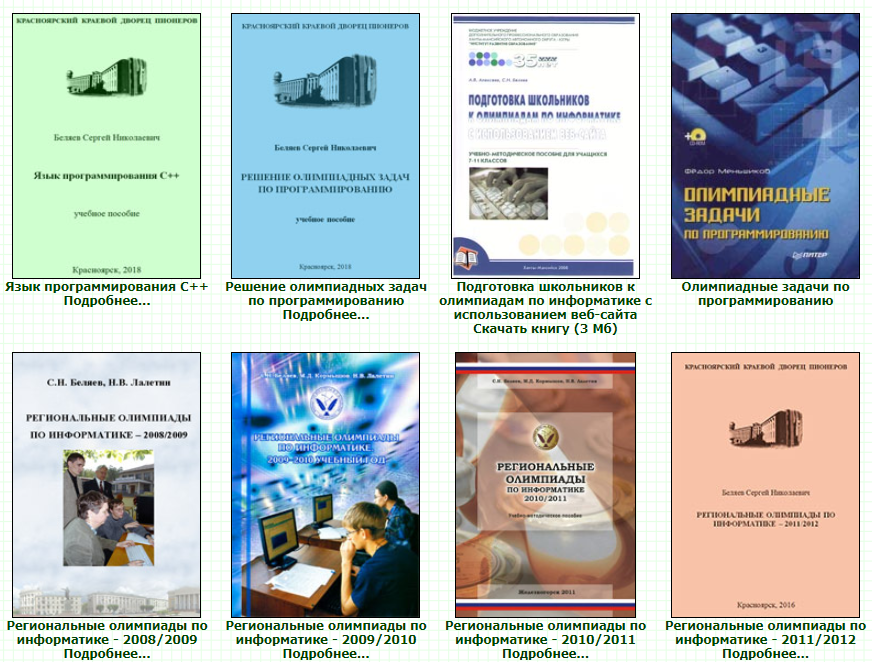 КРАСНОЯРСКИЙ КРАЕВОЙ ДВОРЕЦ ПИОНЕРОВ
Беляев Сергей Николаевич
Язык программирования С++
учебное пособие
Красноярск, 2018
Язык программирования C++
Подробнее...
КРАСНОЯРСКИЙ КРАЕВОЙ ДВОРЕЦ ПИОНЕРОВ
Беляев Сергей Николаевич
РЕШЕНИЕ ОЛИМПИАДНЫХ ЗАДАЧ
ПО ПРОГРАММИРОВАНИЮ
учебное пособие
Красноярск, 2018
Решение олимпиадных задач
по программированию
Подробнее...
35 лет
А.В. Алексеев, С.Н. Беляев
ПОДГОТОВКА ШКОЛЬНИКОВ
К ОЛИМПИАДАМ ПО ИНФОРМАТИКЕ
С ИСПОЛЬЗОВАНИЕМ ВЕБ-САЙТА
УЧЕБНО-МЕТОДИЧЕСКОЕ ПОСОБИЕ ДЛЯ УЧАЩИХСЯ
7-11 КЛАССОВ
Подготовка школьников к
олимпиадам по информатике с
использованием веб-сайта
Скачать книгу (3 Мб)
+
CD-ROM
Фёдор Меньшиков
ОЛИМПИАДНЫЕ
ЗАДАЧИ
ПО ПРОГРАММИРОВАНИЮ
ПИТЕР
Олимпиадные задачи по
программированию
С.Н. Беляев, Н.В. Лалетин
РЕГИОНАЛЬНЫЕ ОЛИМПИАДЫ
ПО ИНФОРМАТИКЕ – 2008/2009
Региональные олимпиады по
информатике - 2008/2009
Подробнее...
С.Н. Беляев, М.Д. Кормышов, Н.В. Лалетин
РЕГИОНАЛЬНЫЕ ОЛИМПИАДЫ
ПО ИНФОРМАТИКЕ
2009-2010 УЧЕБНЫЙ ГОД
Региональные олимпиады по
информатике - 2009/2010
Подробнее...
С.Н. Беляев, М.Д. Кормышов, Н.В. Лалетин
РЕГИОНАЛЬНЫЕ
ОЛИМПИАДЫ
ПО ИНФОРМАТИКЕ
2010/2011
Учебно-методическое пособие
Железногорск 2011
Региональные олимпиады по
информатике - 2010/2011
Подробнее...
КРАСНОЯРСКИЙ КРАЕВОЙ ДВОРЕЦ ПИОНЕРОВ
Беляев Сергей Николаевич
РЕГИОНАЛЬНЫЕ ОЛИМПИАДЫ ПО
ИНФОРМАТИКЕ – 2011/2012
Красноярск, 2016
Региональные олимпиады по
информатике - 2011/2012
Подробнее...